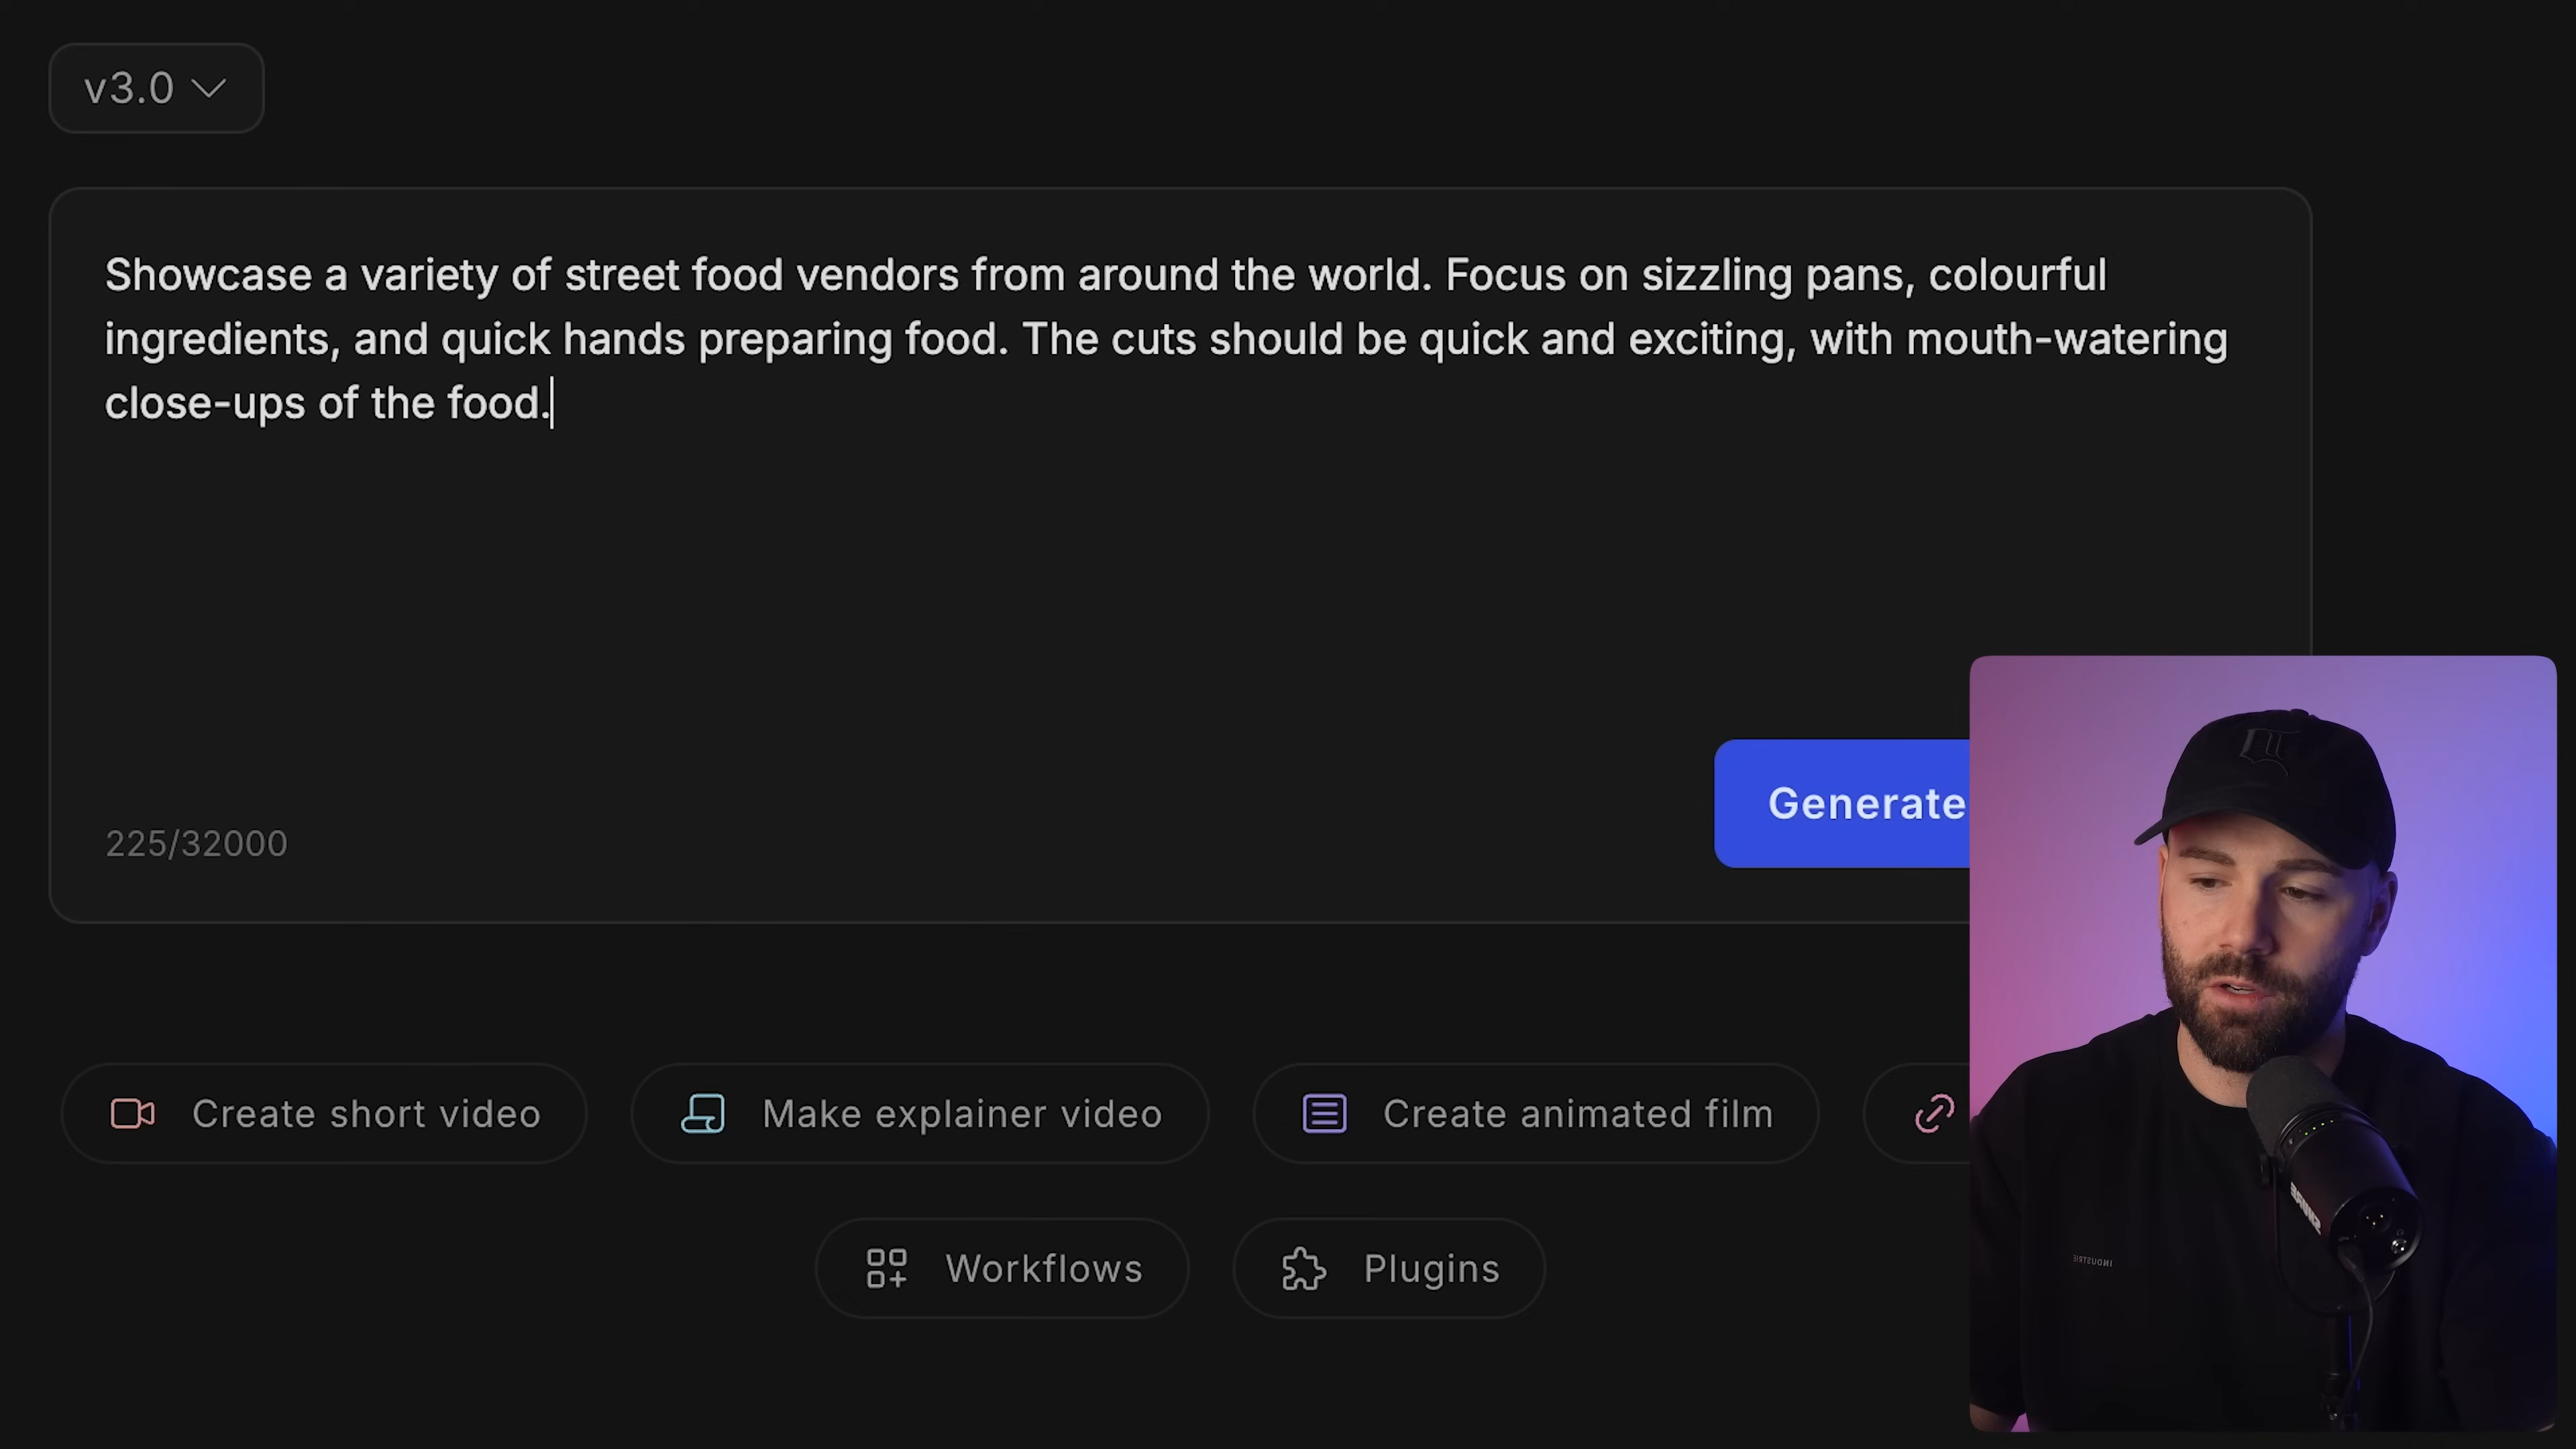 v3.0
Showcase a variety of street food vendors from around the world. Focus on sizzling pans, colourful
ingredients, and quick hands preparing food. The cuts should be quick and exciting, with mouth-watering
close-ups of the food.
225/32000
Generate
Create short video
Make explainer video
Create animated film
Workflows
Plugins
INDUSTRIE